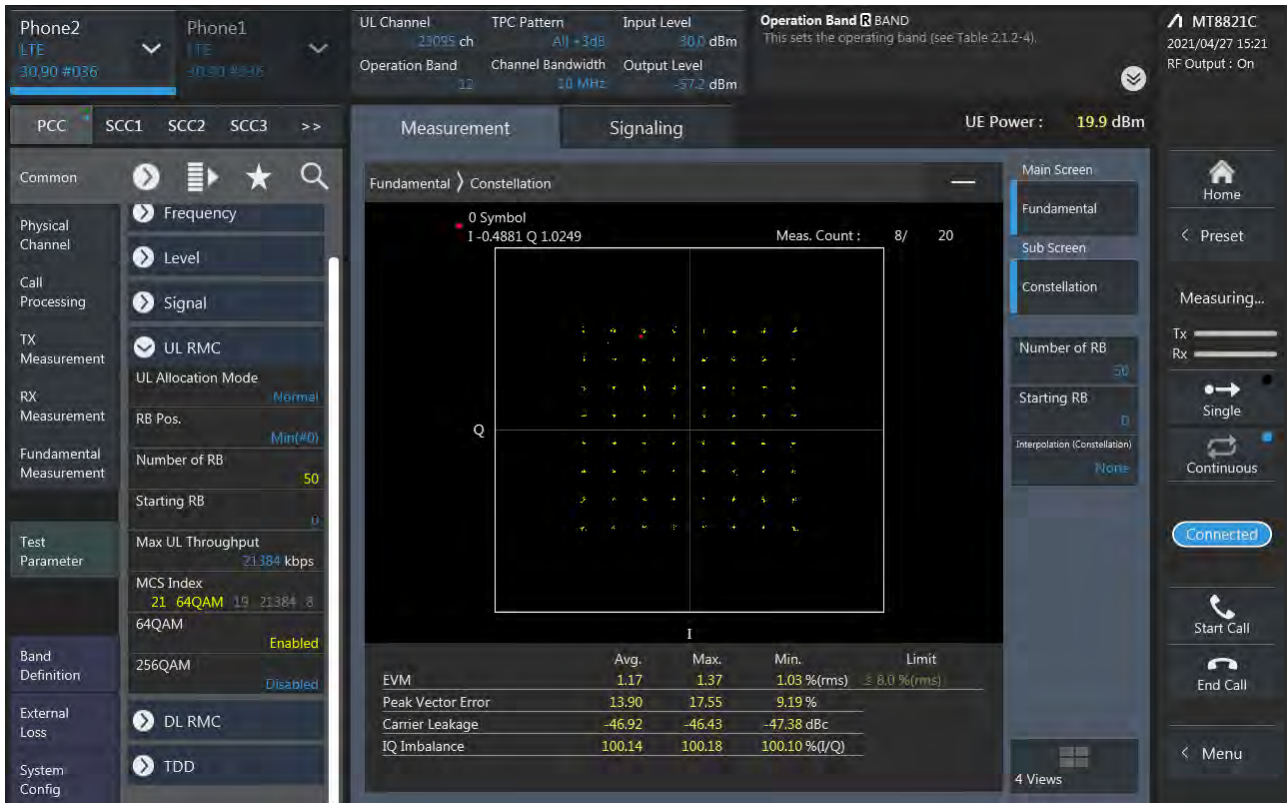 Phone2
LTE
30.90 #036
Phone1
LTE
30.90 #036
UL Channel
23095 ch
TPC Pattern
All +3dB
Input Level
30.0 dBm
Operation Band
12
Channel Bandwidth
10 MHz
Output Level
-57.2 dBm
Operation Band R BAND
This sets the operating band (see Table 2.1.2-4).
MT8821C
2021/04/27 15:21
RF Output : On
PCC SCC1 SCC2 SCC3 >>
Measurement
Signaling
UE Power : 19.9 dBm
Common
Physical
Channel
Call
Processing
TX
Measurement
RX
Measurement
Fundamental
Measurement
Test
Parameter
Band
Definition
External
Loss
System
Config
Frequency
Level
Signal
UL RMC
UL Allocation Mode
Normal
RB Pos.
Min(#0)
Number of RB
50
Starting RB
0
Max UL Throughput
21384 kbps
MCS Index
21 64QAM 19 21384 8
64QAM
Enabled
256QAM
Disabled
DL RMC
TDD
Fundamental Constellation
0 Symbol
I -0.4881 Q 1.0249
Meas. Count : 8/ 20
Q
I
Avg. Max. Min. Limit
EVM 1.17 1.37 1.03 %(rms) ≤ 8.0 %(rms)
Peak Vector Error 13.90 17.55 9.19 %
Carrier Leakage -46.92 -46.43 -47.38 dBc
IQ Imbalance 100.14 100.18 100.10 %(I/Q)
Main Screen
Fundamental
Sub Screen
Constellation
Number of RB
50
Starting RB
0
Interpolation (Constellation)
None
4 Views
Home
< Preset
Measuring...
Tx
Rx
Single
Continuous
Connected
Start Call
End Call
< Menu